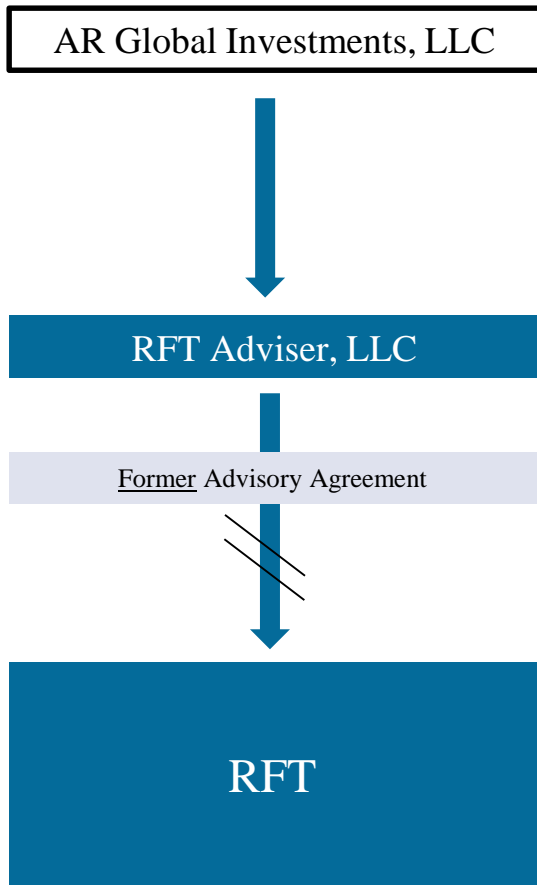 AR Global Investments, LLC
RFT Adviser, LLC
Former Advisory Agreement
RFT